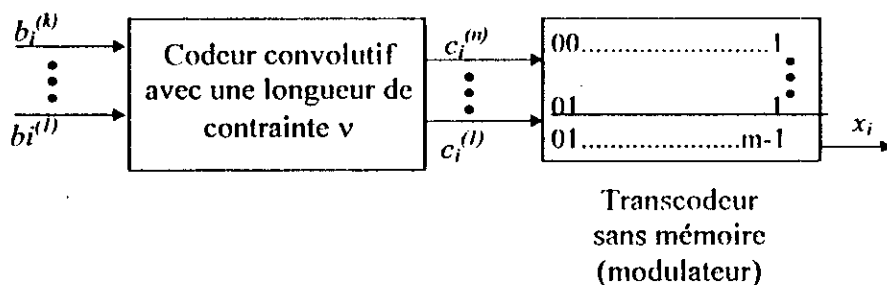 b_i^(k)
b_i^(1)
Codeur convolutif
avec une longueur de
contrainte ν
c_i^(n)
c_i^(1)
00......................1
01 1
01......................m-1
x_i
Transcodeur
sans mémoire
(modulateur)